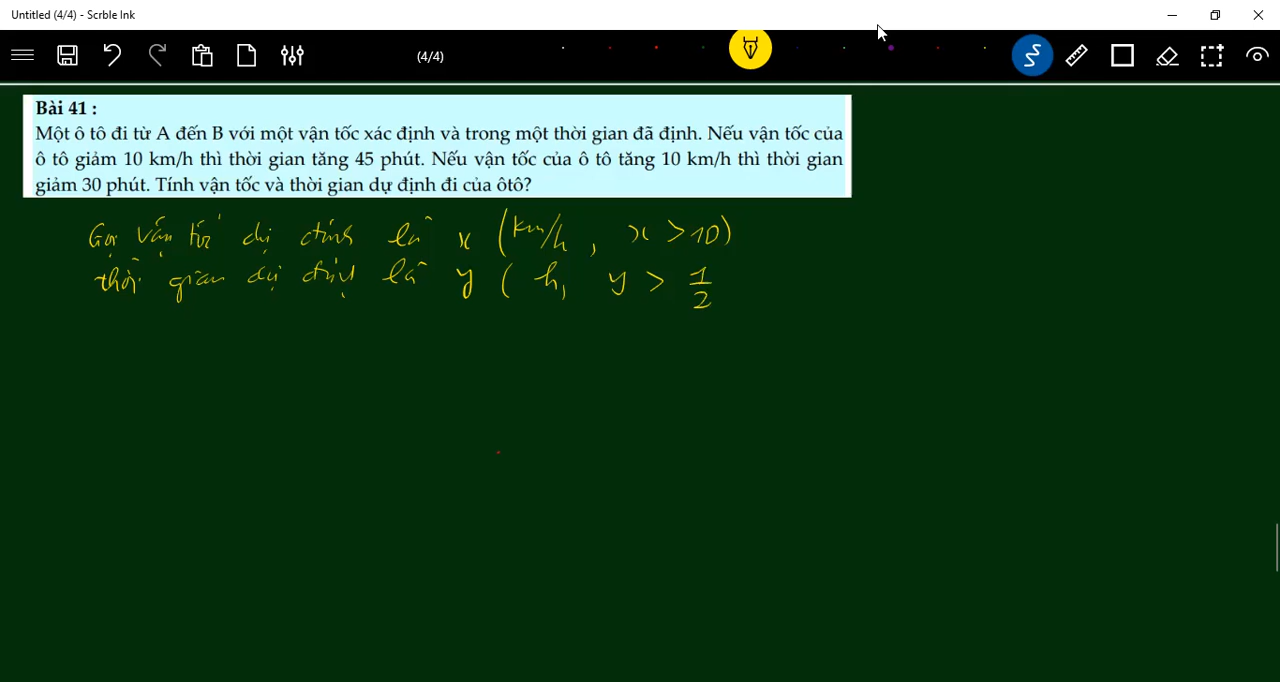 Untitled (4/4) - Scrble Ink
(4/4)
Bài 41 :
Một ô tô đi từ A đến B với một vận tốc xác định và trong một thời gian đã định. Nếu vận tốc của
ô tô giảm 10 km/h thì thời gian tăng 45 phút. Nếu vận tốc của ô tô tăng 10 km/h thì thời gian
giảm 30 phút. Tính vận tốc và thời gian dự định đi của ôtô?
Gọi vận tốc dự định là x (km/h , x > 10)
thời gian dự định là y ( h, y > 1/2